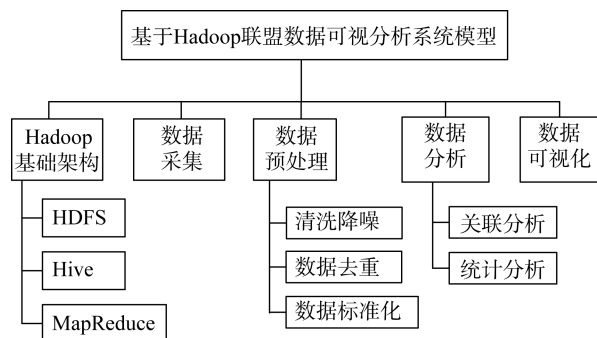 基于Hadoop联盟数据可视分析系统模型
Hadoop
基础架构
数据
采集
数据
预处理
数据
分析
数据
可视化
HDFS
Hive
MapReduce
清洗降噪
数据去重
数据标准化
关联分析
统计分析